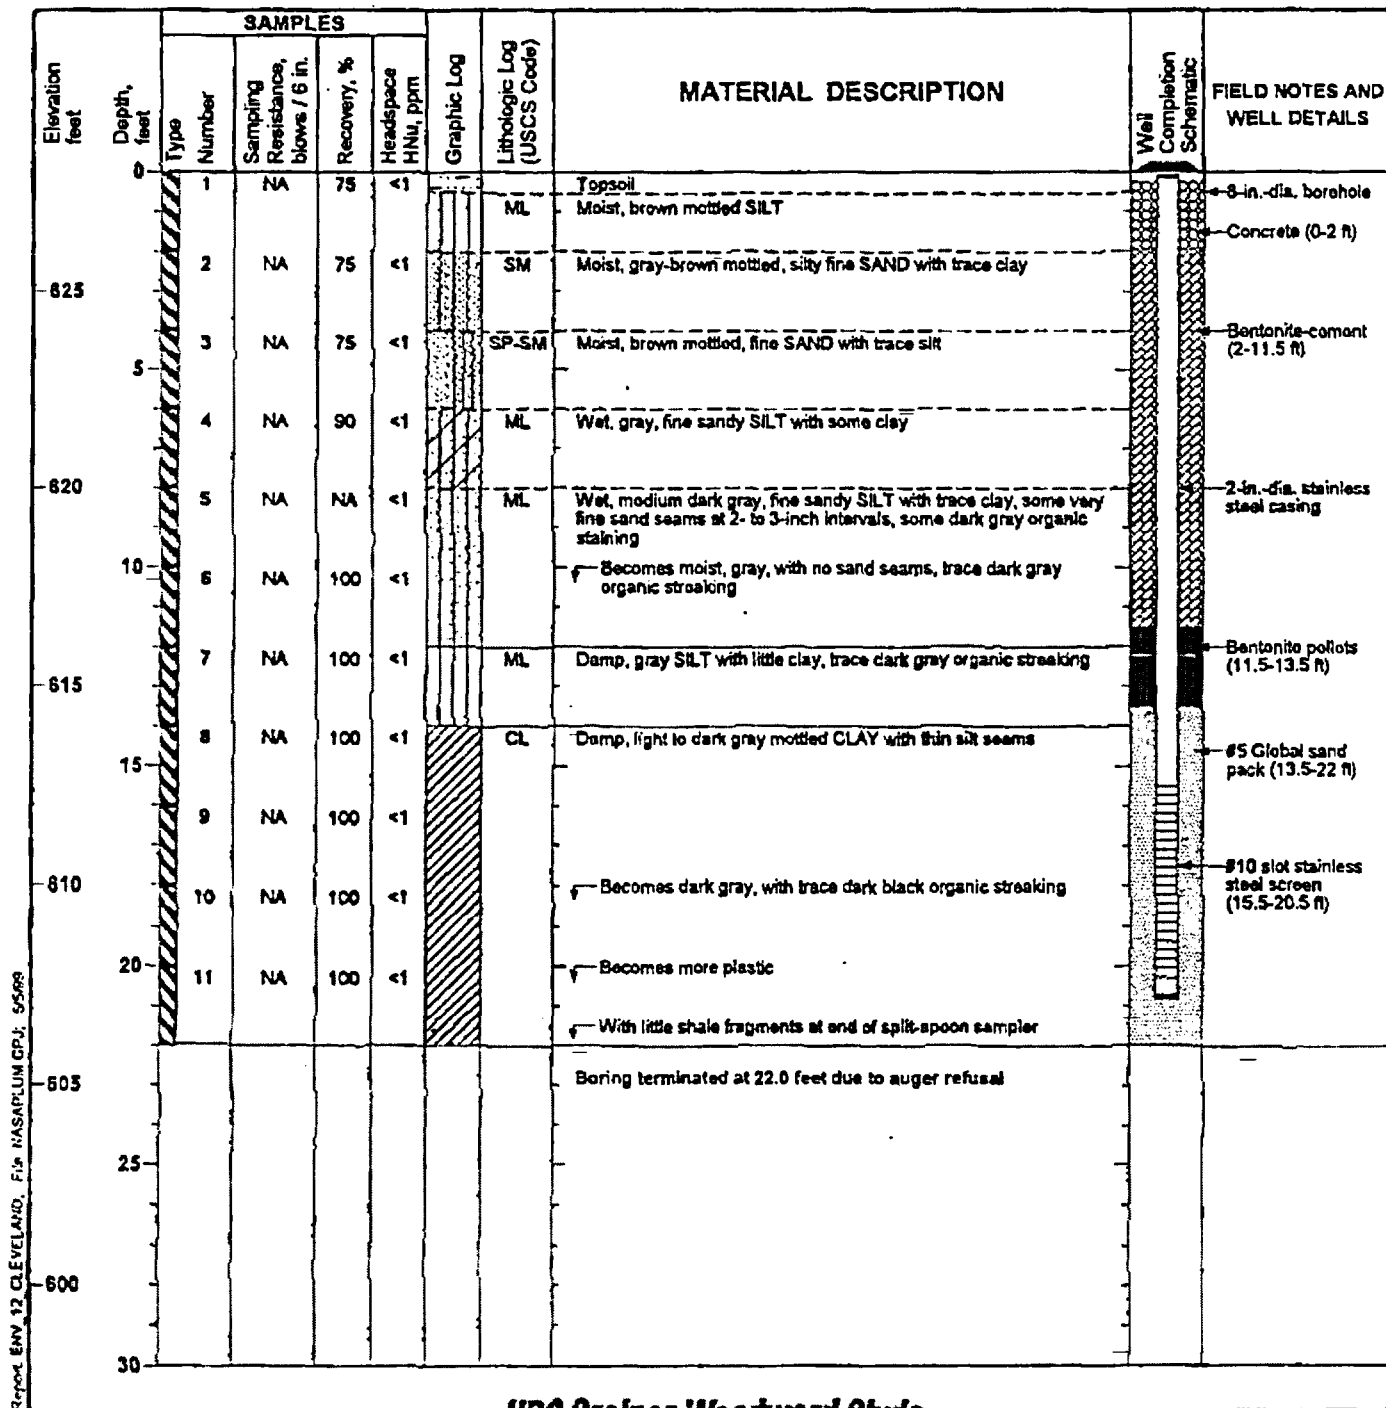 SAMPLES
Elevation
feet
Depth,
feet
Type
Number
Sampling
Resistance,
blows / 6 in.
Recovery, %
Headspace
HNu, ppm
Graphic Log
Lithologic Log
(USCS Code)
MATERIAL DESCRIPTION
Well
Completion
Schematic
FIELD NOTES AND
WELL DETAILS
0
1 NA 75 <1 Topsoil
8-in.-dia. borehole
ML Moist, brown mottled SILT
Concrete (0-2 ft)
2 NA 75 <1 SM Moist, gray-brown mottled, silty fine SAND with trace clay
625
3 NA 75 <1 SP-SM Moist, brown mottled, fine SAND with trace silt
Bentonite-cement
(2-11.5 ft)
5
4 NA 90 <1 ML Wet, gray, fine sandy SILT with some clay
620
5 NA NA <1 ML Wet, medium dark gray, fine sandy SILT with trace clay, some very
fine sand seams at 2- to 3-inch intervals, some dark gray organic
staining
2-in.-dia. stainless
steel casing
10
6 NA 100 <1 Becomes moist, gray, with no sand seams, trace dark gray
organic streaking
7 NA 100 <1 ML Damp, gray SILT with little clay, trace dark gray organic streaking
Bentonite pellets
(11.5-13.5 ft)
615
8 NA 100 <1 CL Damp, light to dark gray mottled CLAY with thin silt seams
#5 Global sand
pack (13.5-22 ft)
15
9 NA 100 <1
#10 slot stainless
steel screen
(15.5-20.5 ft)
610
10 NA 100 <1 Becomes dark gray, with trace dark black organic streaking
20
11 NA 100 <1 Becomes more plastic
With little shale fragments at end of split-spoon sampler
Boring terminated at 22.0 feet due to auger refusal
605
25
600
30
Report: ENV_12_CLEVELAND; File NASAPLUM.GPJ; 5/5/99